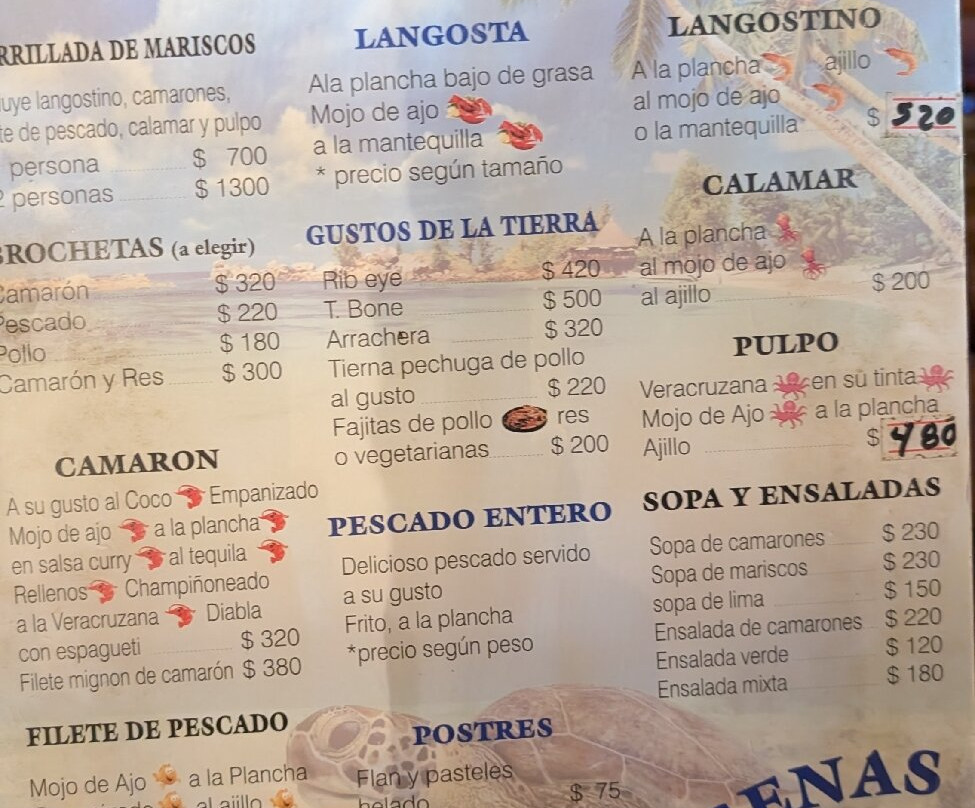 RRILLADA DE MARISCOS
uye langostino, camarones,
te de pescado, calamar y pulpo
persona $ 700
2 personas $ 1300
BROCHETAS (a elegir)
Camarón $ 320
Pescado $ 220
Pollo $ 180
Camarón y Res $ 300
CAMARON
A su gusto al Coco Empanizado
Mojo de ajo a la plancha
en salsa curry al tequila
Rellenos Champiñoneado
a la Veracruzana Diabla
con espagueti $ 320
Filete mignon de camarón $ 380
FILETE DE PESCADO
Mojo de Ajo a la Plancha
al ajillo
LANGOSTA
Ala plancha bajo de grasa
Mojo de ajo
a la mantequilla
* precio según tamaño
GUSTOS DE LA TIERRA
Rib eye $ 420
T. Bone $ 500
Arrachera $ 320
Tierna pechuga de pollo
al gusto $ 220
Fajitas de pollo res
o vegetarianas $ 200
PESCADO ENTERO
Delicioso pescado servido
a su gusto
Frito, a la plancha
*precio según peso
POSTRES
Flan y pasteles
helado $ 75
LANGOSTINO
A la plancha ajillo
al mojo de ajo
o la mantequilla $ 520
CALAMAR
A la plancha
al mojo de ajo
al ajillo $ 200
PULPO
Veracruzana en su tinta
Mojo de Ajo a la plancha
Ajillo $ 480
SOPA Y ENSALADAS
Sopa de camarones $ 230
Sopa de mariscos $ 230
sopa de lima $ 150
Ensalada de camarones $ 220
Ensalada verde $ 120
Ensalada mixta $ 180
ENAS